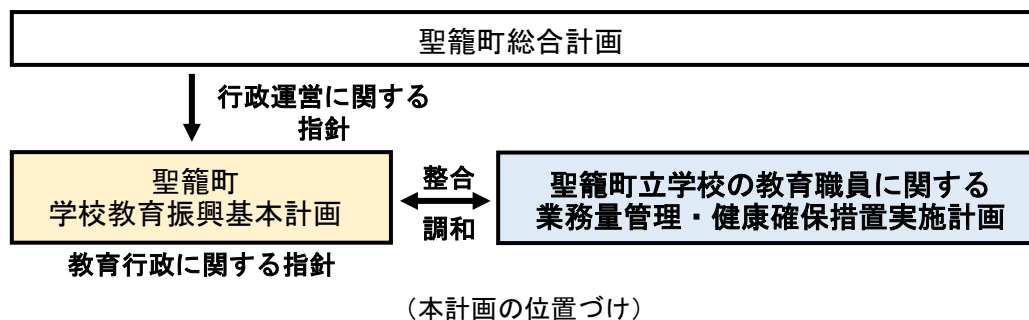 聖籠町総合計画
行政運営に関する
指針
聖籠町
学校教育振興基本計画
整合
調和
聖籠町立学校の教育職員に関する
業務量管理・健康確保措置実施計画
教育行政に関する指針
（本計画の位置づけ）